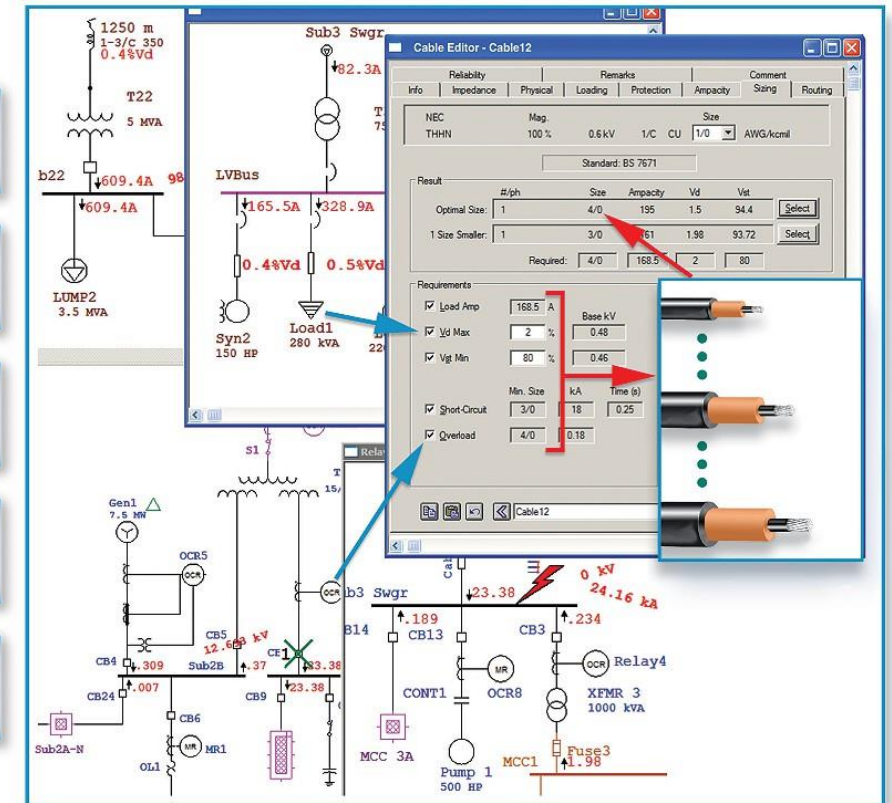 1250 m
1-3/C 350
0.4%Vd
T22
5 MVA
b22
609.4A
609.4A
LUMP2
3.5 MVA
Sub3 Swgr
82.3A
LVBus
165.5A
328.9A
0.4%Vd
0.5%Vd
Syn2
150 HP
Load1
280 kVA
Cable Editor - Cable12
Reliability
Remarks
Comment
Info
Impedance
Physical
Loading
Protection
Ampacity
Sizing
Routing
NEC
Mag.
Size
THHN
100 %
0.6 kV
1/C
CU
1/0
AWG/kcmil
Standard: BS 7671
Result
#/ph
Size
Ampacity
Vd
Vst
Optimal Size:
1
4/0
195
1.5
94.4
Select
1 Size Smaller:
1
3/0
1.98
93.72
Select
Required:
4/0
168.5
2
80
Requirements
Load Amp
168.5
A
Base kV
Vd Max
2
%
0.48
Vst Min
80
%
0.46
Min. Size
kA
Time (s)
Short-Circuit
3/0
18
0.25
Overload
4/0
0.18
Cable12
S1
Gen1
7.5 MW
OCR5
OCR
OCR
CB5
CB4
.309
Sub2B
.37
23.38
CB24
.007
CB9
23.38
CB6
Sub2A-N
MR
MR1
OL1
0 kV
24.16 kA
23.38
.189
.234
CB13
CB3
MR
OCR8
OCR
Relay4
CONT1
XFMR 3
1000 kVA
MCC 3A
Pump 1
500 HP
MCC1
Fuse3
1.98